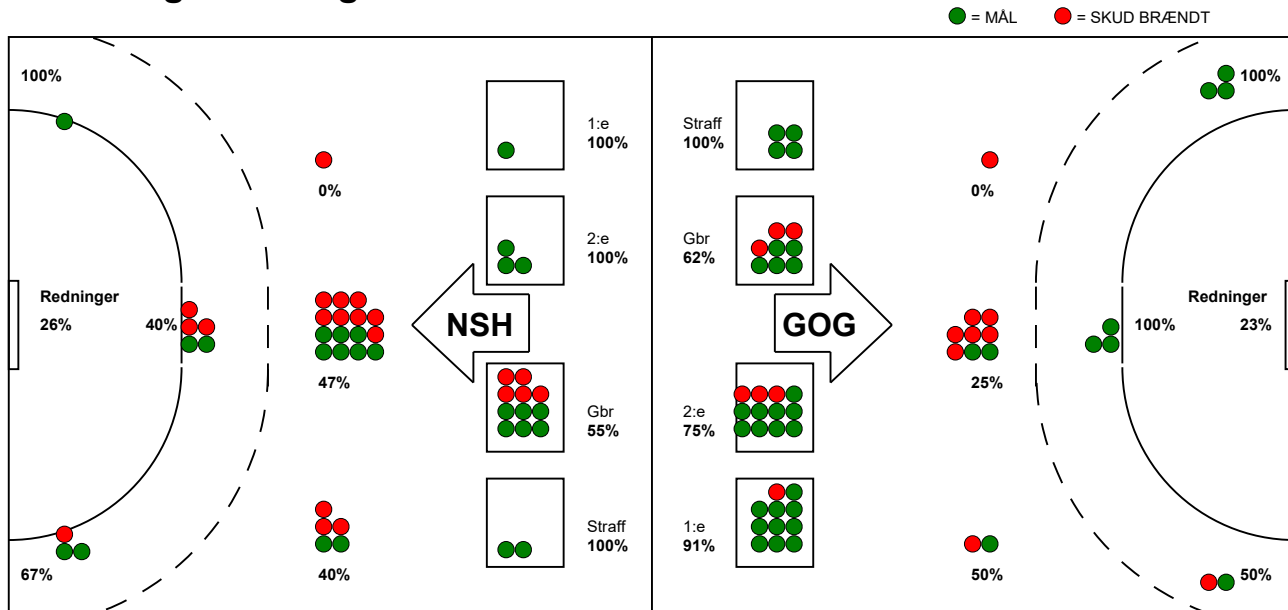 = MÅL = SKUD BRÆNDT
100%
1:e
100%
0%
2:e
100%
Redninger
26%
40%
NSH
47%
Gbr
55%
Straff
100%
67%
40%
Straff
100%
100%
0%
Gbr
62%
GOG
Redninger
100%
23%
25%
2:e
75%
1:e
91%
50%
50%